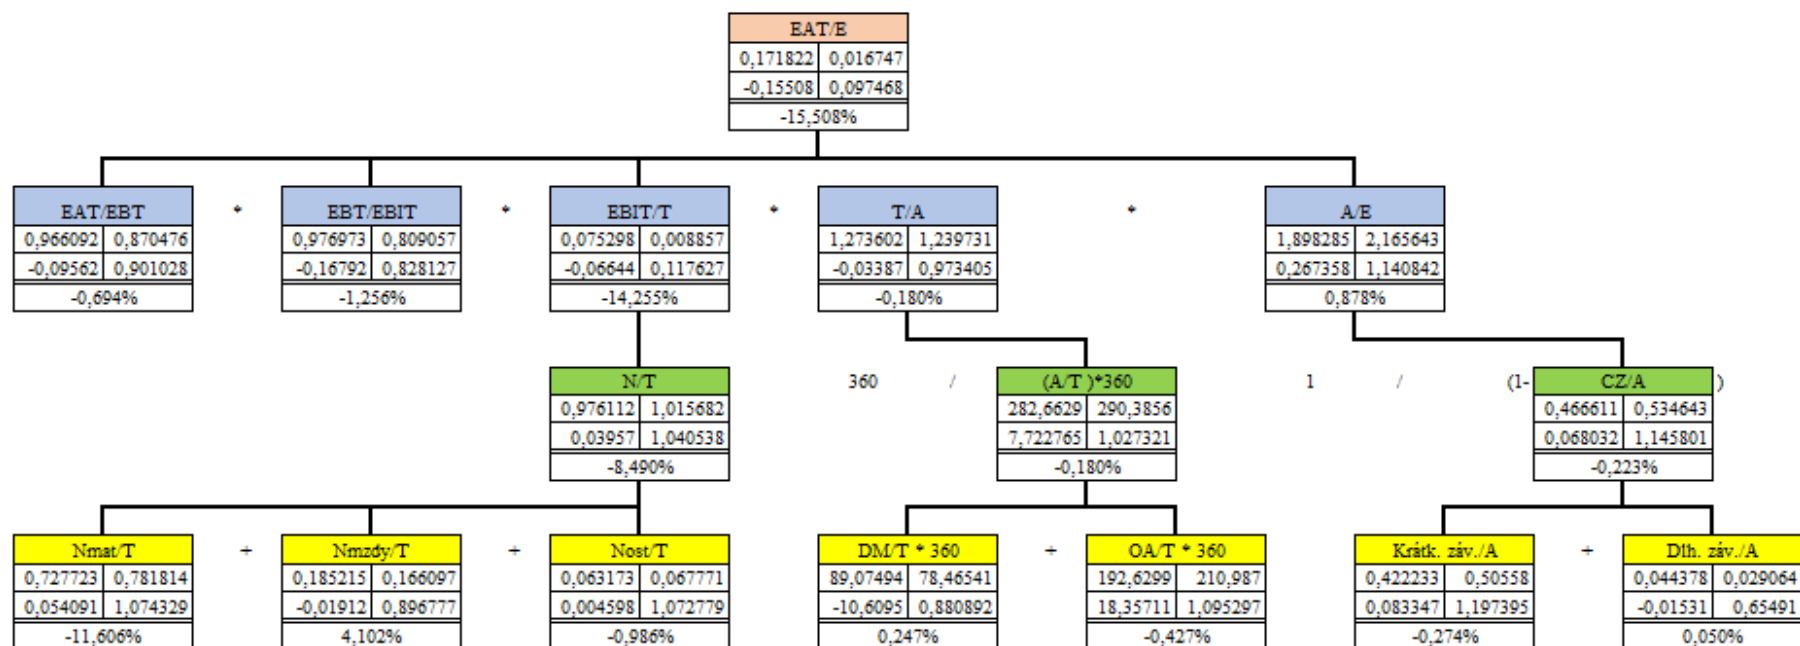 EAT/E
0,171822 0,016747
-0,15508 0,097468
-15,508%
EAT/EBT * EBT/EBIT * EBIT/T * T/A * A/E
0,966092 0,870476 0,976973 0,809057 0,075298 0,008857 1,273602 1,239731 1,898285 2,165643
-0,09562 0,901028 -0,16792 0,828127 -0,06644 0,117627 -0,03387 0,973405 0,267358 1,140842
-0,694% -1,256% -14,255% -0,180% 0,878%
N/T 360 / (A/T )*360 1 / (1- CZ/A )
0,976112 1,015682 282,6629 290,3856 0,466611 0,534643
0,03957 1,040538 7,722765 1,027321 0,068032 1,145801
-8,490% -0,180% -0,223%
Nmat/T + Nmzdy/T + Nost/T DM/T * 360 + OA/T * 360 Krátk. záv./A + Dlh. záv./A
0,727723 0,781814 0,185215 0,166097 0,063173 0,067771 89,07494 78,46541 192,6299 210,987 0,422233 0,50558 0,044378 0,029064
0,054091 1,074329 -0,01912 0,896777 0,004598 1,072779 -10,6095 0,880892 18,35711 1,095297 0,083347 1,197395 -0,01531 0,65491
-11,606% 4,102% -0,986% 0,247% -0,427% -0,274% 0,050%